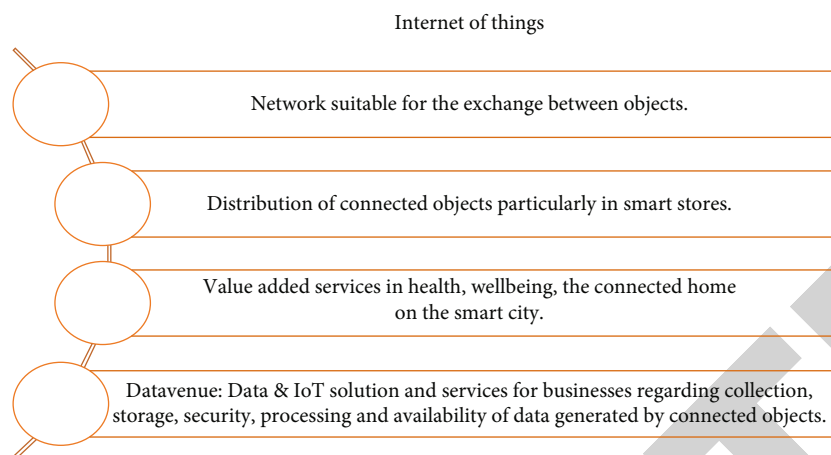 Internet of things
Network suitable for the exchange between objects.
Distribution of connected objects particularly in smart stores.
Value added services in health, wellbeing, the connected home
on the smart city.
Datavenue: Data & IoT solution and services for businesses regarding collection,
storage, security, processing and availability of data generated by connected objects.